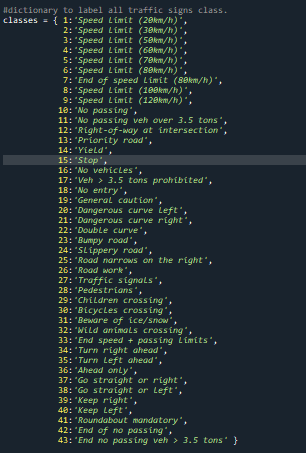 #dictionary to label all traffic signs class.
classes = { 1:'Speed limit (20km/h)',
2:'Speed limit (30km/h)',
3:'Speed limit (50km/h)',
4:'Speed limit (60km/h)',
5:'Speed limit (70km/h)',
6:'Speed limit (80km/h)',
7:'End of speed limit (80km/h)',
8:'Speed limit (100km/h)',
9:'Speed limit (120km/h)',
10:'No passing',
11:'No passing veh over 3.5 tons',
12:'Right-of-way at intersection',
13:'Priority road',
14:'Yield',
15:'Stop',
16:'No vehicles',
17:'Veh > 3.5 tons prohibited',
18:'No entry',
19:'General caution',
20:'Dangerous curve left',
21:'Dangerous curve right',
22:'Double curve',
23:'Bumpy road',
24:'Slippery road',
25:'Road narrows on the right',
26:'Road work',
27:'Traffic signals',
28:'Pedestrians',
29:'Children crossing',
30:'Bicycles crossing',
31:'Beware of ice/snow',
32:'Wild animals crossing',
33:'End speed + passing limits',
34:'Turn right ahead',
35:'Turn left ahead',
36:'Ahead only',
37:'Go straight or right',
38:'Go straight or left',
39:'Keep right',
40:'Keep left',
41:'Roundabout mandatory',
42:'End of no passing',
43:'End no passing veh > 3.5 tons' }